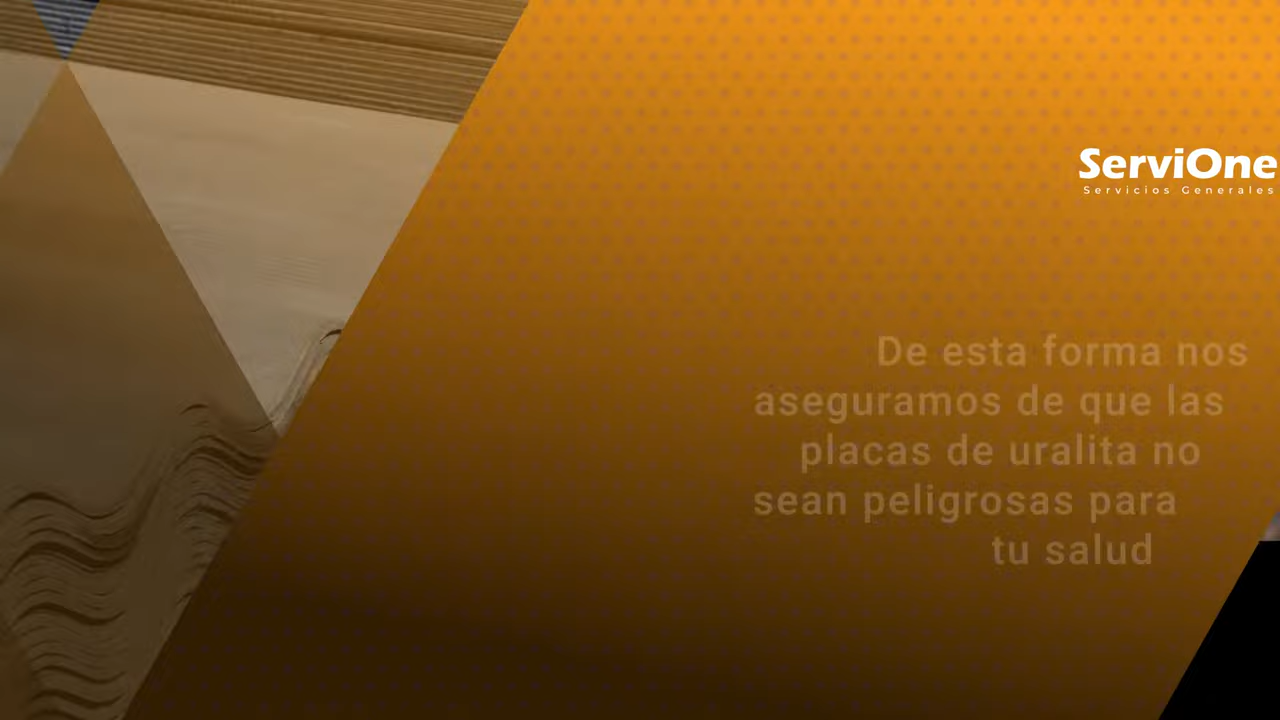 ServiOne
Servicios Generales
De esta forma nos
aseguramos de que las
placas de uralita no
sean peligrosas para
tu salud